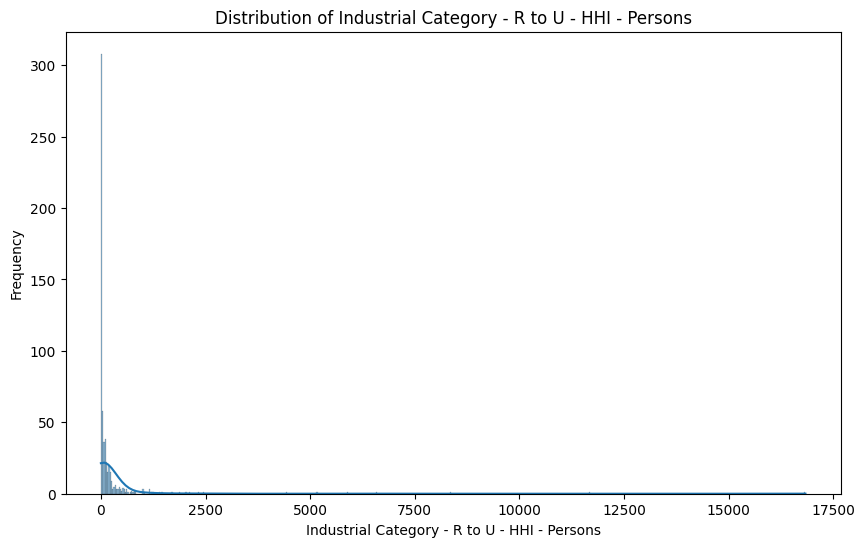 Distribution of Industrial Category - R to U - HHI - Persons
300
250
200
150
100
50
0
Frequency
0 2500 5000 7500 10000 12500 15000 17500
Industrial Category - R to U - HHI - Persons